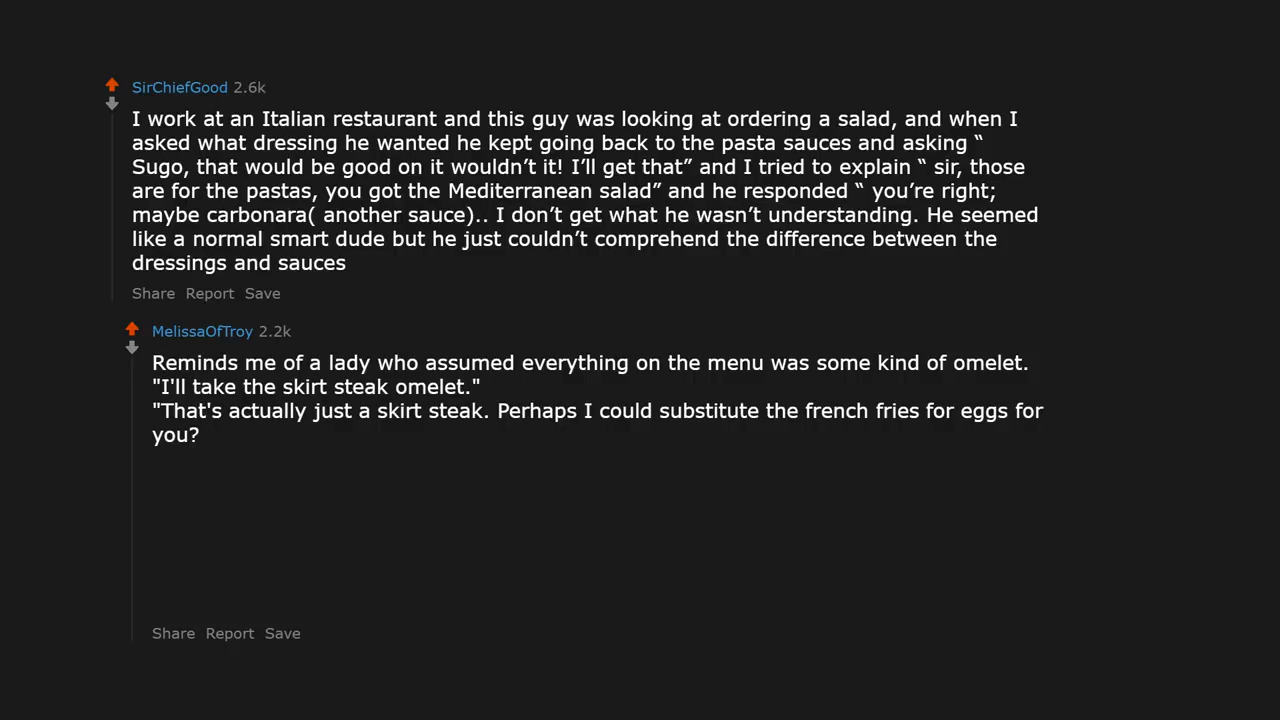 SirChiefGood 2.6k
I work at an Italian restaurant and this guy was looking at ordering a salad, and when I
asked what dressing he wanted he kept going back to the pasta sauces and asking “
Sugo, that would be good on it wouldn’t it! I’ll get that” and I tried to explain “ sir, those
are for the pastas, you got the Mediterranean salad” and he responded “ you’re right;
maybe carbonara( another sauce).. I don’t get what he wasn’t understanding. He seemed
like a normal smart dude but he just couldn’t comprehend the difference between the
dressings and sauces
Share Report Save
MelissaOfTroy 2.2k
Reminds me of a lady who assumed everything on the menu was some kind of omelet.
"I'll take the skirt steak omelet."
"That's actually just a skirt steak. Perhaps I could substitute the french fries for eggs for
you?
Share Report Save